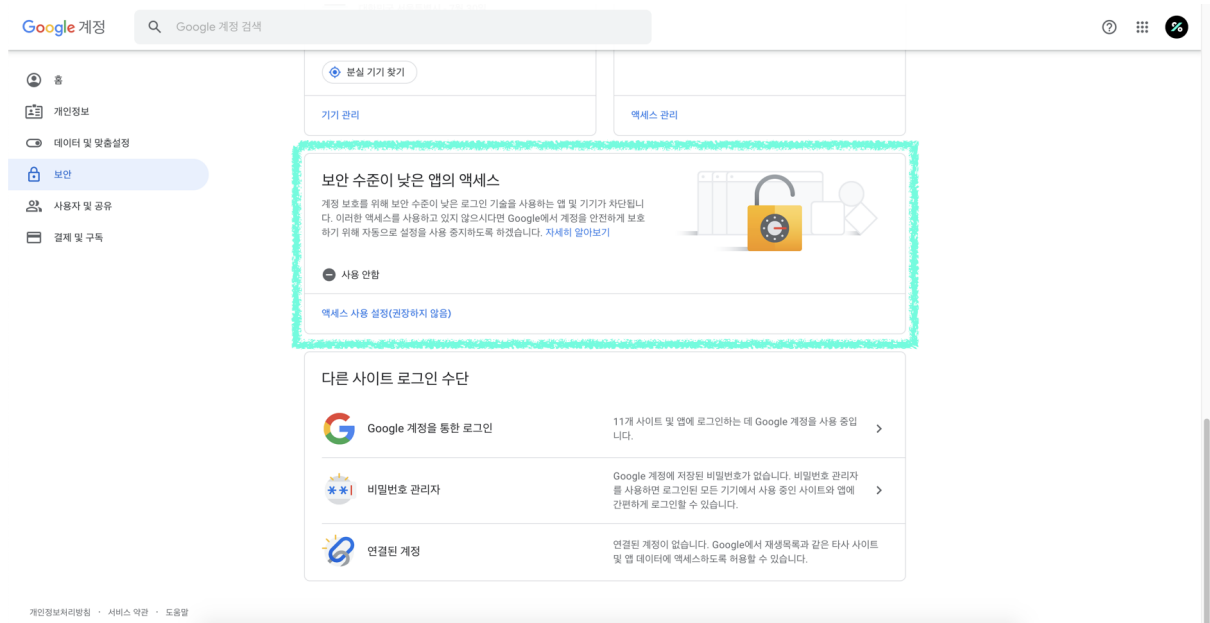 Google 계정
Google 계정 검색
홈
개인정보
데이터 및 맞춤설정
보안
사용자 및 공유
결제 및 구독
분실 기기 찾기
기기 관리
액세스 관리
보안 수준이 낮은 앱의 액세스
계정 보호를 위해 보안 수준이 낮은 로그인 기술을 사용하는 앱 및 기기가 차단됩니
다. 이러한 액세스를 사용하고 있지 않으시다면 Google에서 계정을 안전하게 보호
하기 위해 자동으로 설정을 사용 중지하도록 하겠습니다. 자세히 알아보기
사용 안함
액세스 사용 설정(권장하지 않음)
다른 사이트 로그인 수단
Google 계정을 통한 로그인
11개 사이트 및 앱에 로그인하는 데 Google 계정을 사용 중입
니다.
비밀번호 관리자
Google 계정에 저장된 비밀번호가 없습니다. 비밀번호 관리자
를 사용하면 로그인된 모든 기기에서 사용 중인 사이트와 앱에
간편하게 로그인할 수 있습니다.
연결된 계정
연결된 계정이 없습니다. Google에서 재생목록과 같은 타사 사이트
및 앱 데이터에 액세스하도록 허용할 수 있습니다.
개인정보처리방침 · 서비스 약관 · 도움말